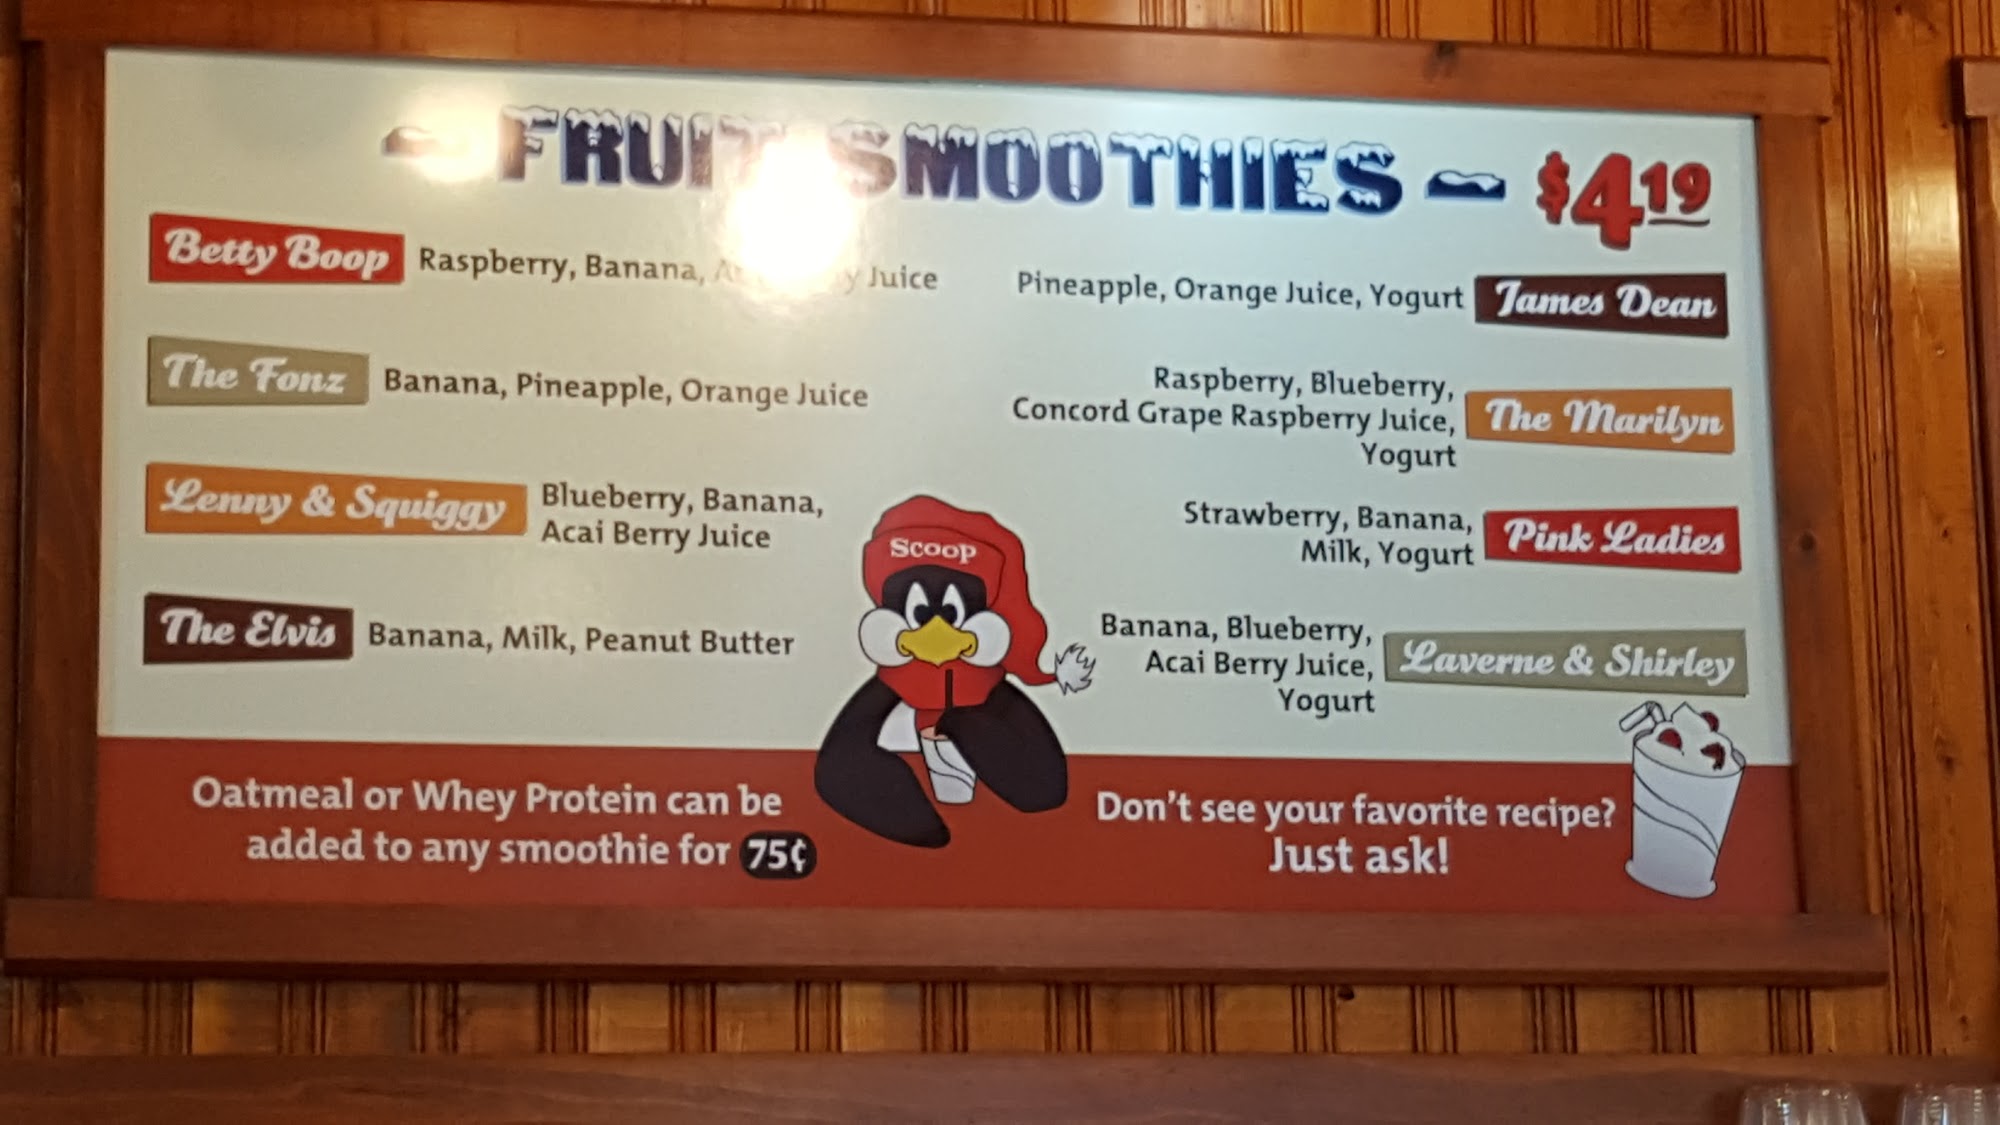 ~ FRUIT SMOOTHIES ~ $4.19
Betty Boop Raspberry, Banana, Juice
The Fonz Banana, Pineapple, Orange Juice
Lenny & Squiggy Blueberry, Banana,
Acai Berry Juice
The Elvis Banana, Milk, Peanut Butter
Pineapple, Orange Juice, Yogurt James Dean
Raspberry, Blueberry,
Concord Grape Raspberry Juice, The Marilyn
Yogurt
Strawberry, Banana,
Milk, Yogurt Pink Ladies
Banana, Blueberry,
Acai Berry Juice, Laverne & Shirley
Yogurt
Scoop
Oatmeal or Whey Protein can be
added to any smoothie for 75¢
Don't see your favorite recipe?
Just ask!